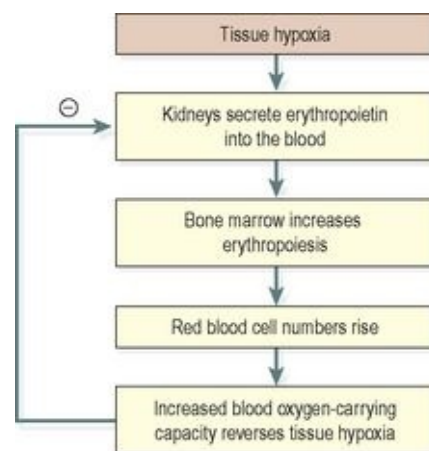 Tissue hypoxia
⊖
Kidneys secrete erythropoietin
into the blood
Bone marrow increases
erythropoiesis
Red blood cell numbers rise
Increased blood oxygen-carrying
capacity reverses tissue hypoxia